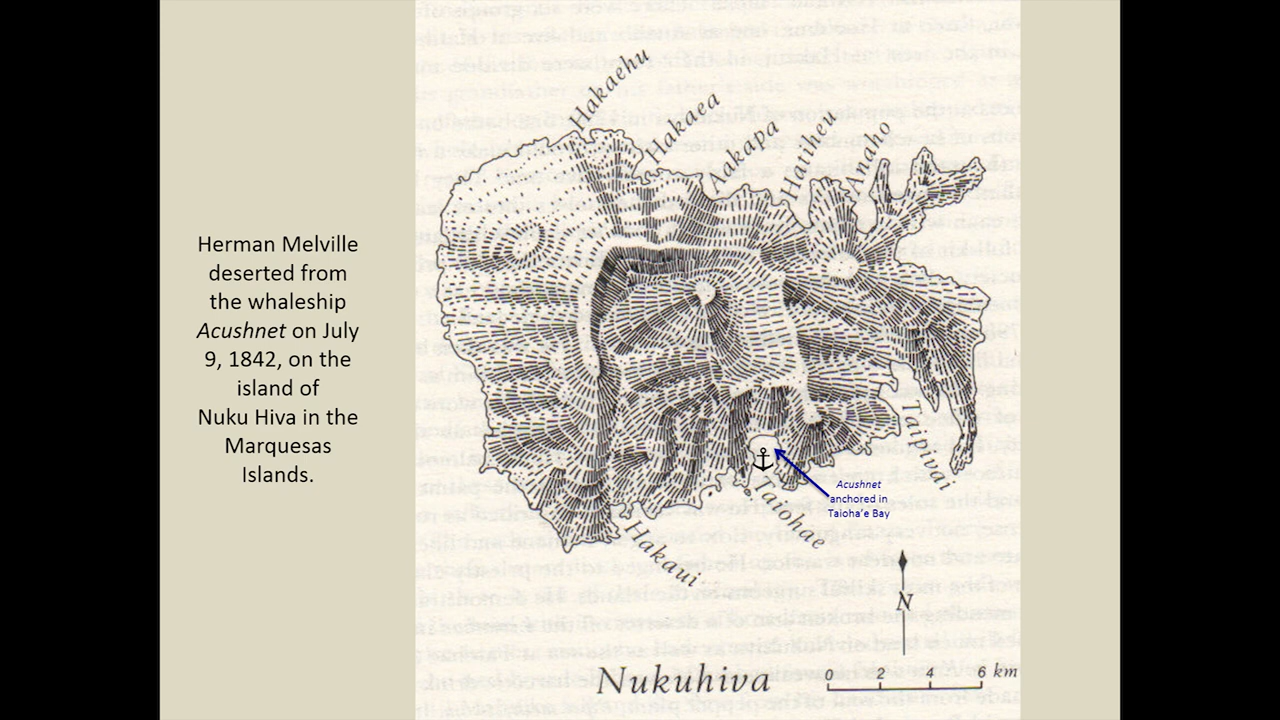 Herman Melville
deserted from
the whaleship
Acushnet on July
9, 1842, on the
island of
Nuku Hiva in the
Marquesas
Islands.
Hakaehu
Hakaea
Aakapa
Hatiheu
Anaho
Taipivai
Acushnet
anchored in
Taioha'e Bay
Taiohae
Hakaui
N
Nukuhiva
0 2 4 6 km